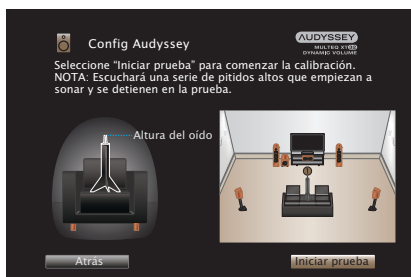 Config Audyssey
AUDYSSEY
MULTEQ XT32
DYNAMIC VOLUME
Seleccione “Iniciar prueba” para comenzar la calibración.
NOTA: Escuchará una serie de pitidos altos que empiezan a
sonar y se detienen en la prueba.
Altura del oído
Atrás
Iniciar prueba